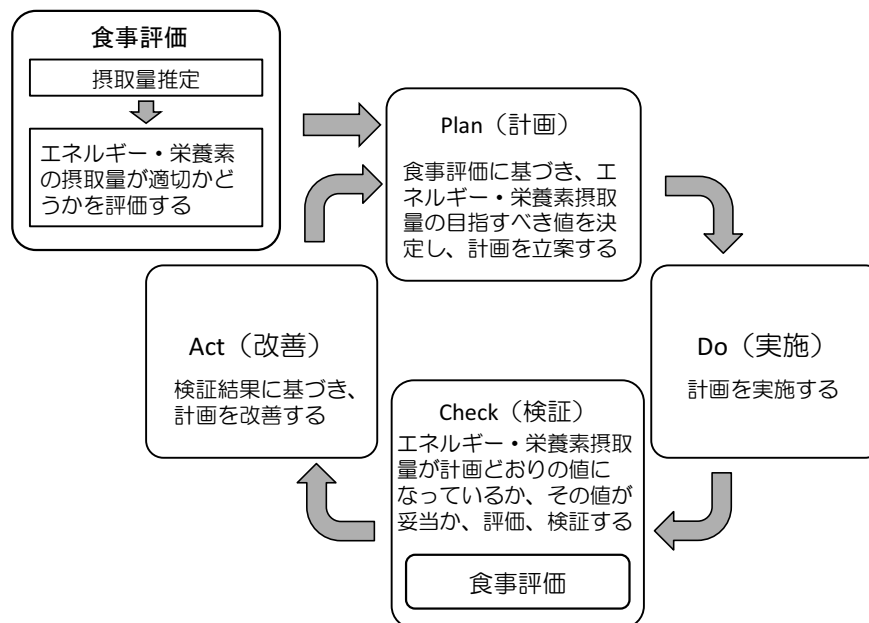 食事評価
摂取量推定
エネルギー・栄養素
の摂取量が適切かど
うかを評価する
Plan（計画）
食事評価に基づき、エ
ネルギー・栄養素摂取
量の目指すべき値を決
定し、計画を立案する
Do（実施）
計画を実施する
Check（検証）
エネルギー・栄養素摂取
量が計画どおりの値に
なっているか、その値が
妥当か、評価、検証する
食事評価
Act（改善）
検証結果に基づき、
計画を改善する